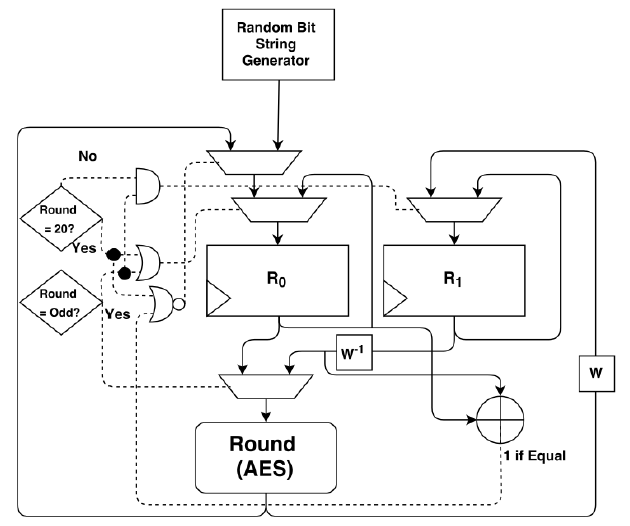 Random Bit
String
Generator
No
Round
= 20?
Yes
Round
= Odd?
Yes
R0
R1
W-1
W
Round
(AES)
1 if Equal